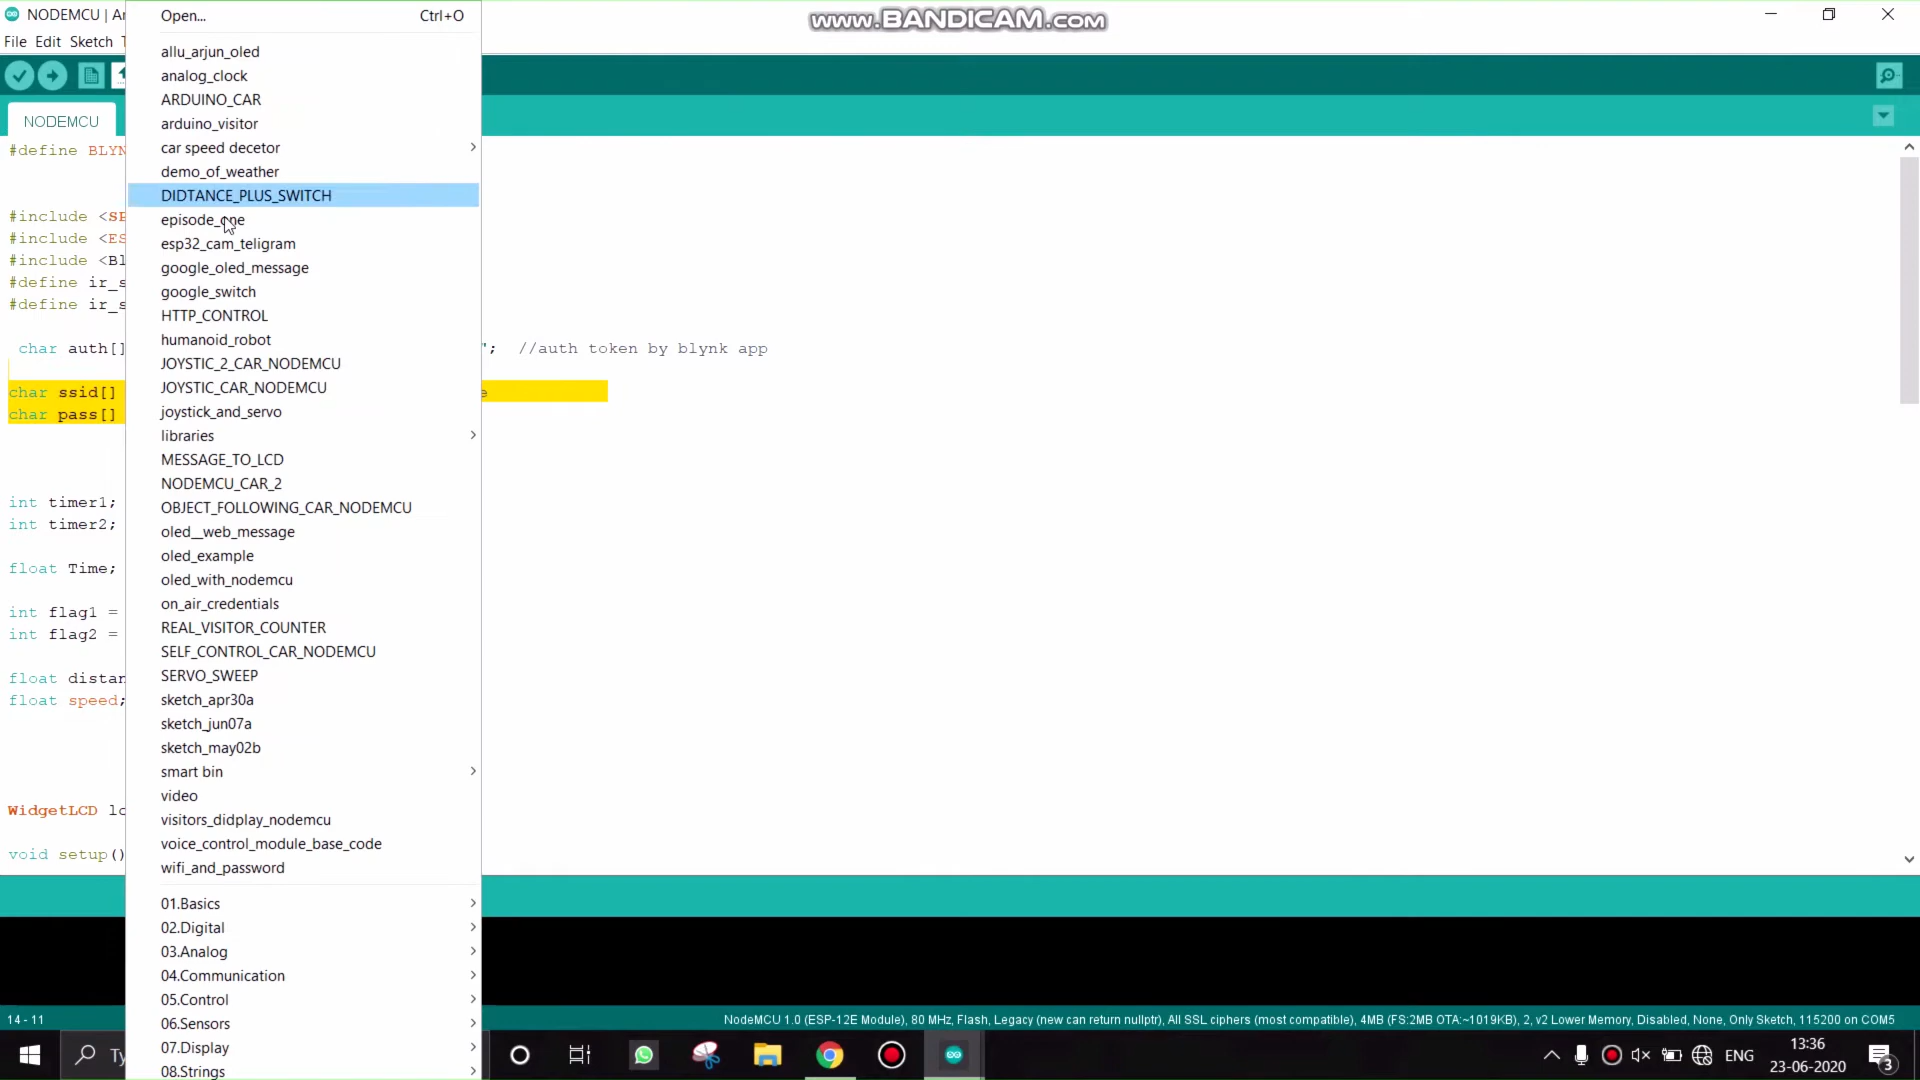 NODEMCU | Ar
www.BANDICAM.com
File Edit Sketch T
Open... Ctrl+O
allu_arjun_oled
analog_clock
ARDUINO_CAR
arduino_visitor
car speed decetor
demo_of_weather
DIDTANCE_PLUS_SWITCH
episode_one
esp32_cam_teligram
google_oled_message
google_switch
HTTP_CONTROL
humanoid_robot
JOYSTIC_2_CAR_NODEMCU
JOYSTIC_CAR_NODEMCU
joystick_and_servo
libraries
MESSAGE_TO_LCD
NODEMCU_CAR_2
OBJECT_FOLLOWING_CAR_NODEMCU
oled__web_message
oled_example
oled_with_nodemcu
on_air_credentials
REAL_VISITOR_COUNTER
SELF_CONTROL_CAR_NODEMCU
SERVO_SWEEP
sketch_apr30a
sketch_jun07a
sketch_may02b
smart bin
video
visitors_didplay_nodemcu
voice_control_module_base_code
wifi_and_password
01.Basics
02.Digital
03.Analog
04.Communication
05.Control
06.Sensors
07.Display
08.Strings
NODEMCU
#define BLYN
#include <SP
#include <ES
#include <Bl
#define ir_s
#define ir_s
char auth[] "; //auth token by blynk app
char ssid[] e
char pass[]
int timer1;
int timer2;
float Time;
int flag1 =
int flag2 =
float distan
float speed;
WidgetLCD lc
void setup()
14 - 11
NodeMCU 1.0 (ESP-12E Module), 80 MHz, Flash, Legacy (new can return nullptr), All SSL ciphers (most compatible), 4MB (FS:2MB OTA:~1019KB), 2, v2 Lower Memory, Disabled, None, Only Sketch, 115200 on COM5
Ty
ENG
13:36
23-06-2020
3